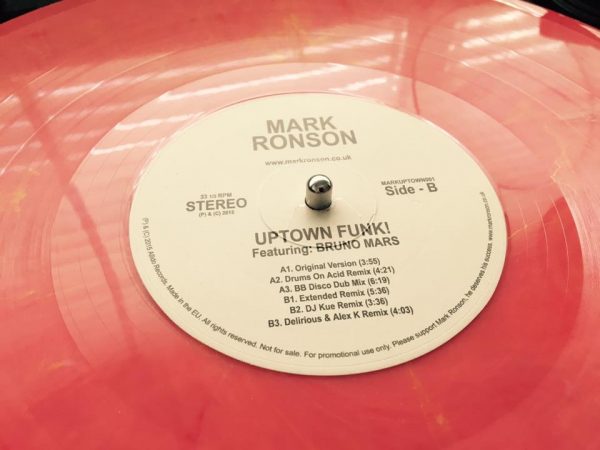 MARK
RONSON
www.markronson.co.uk
33 1/3 RPM
STEREO
(P) & (C) 2015
MARKUPTOWN001
Side - B
UPTOWN FUNK!
Featuring: BRUNO MARS
A1. Original Version (3:55)
A2. Drums On Acid Remix (4:21)
A3. BB Disco Dub Mix (6:19)
B1. Extended Remix (5:36)
B2. DJ Kue Remix (3:36)
B3. Delirious & Alex K Remix (4:03)
(P) & (C) 2015 Allido Records. Made in the EU. All rights reserved. Not for sale. For promotional use only. Please support Mark Ronson, he deserves his success. www.markronson.co.uk